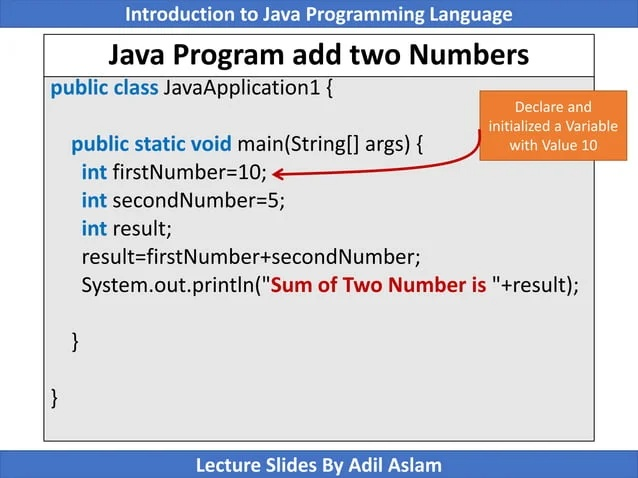 Introduction to Java Programming Language
Java Program add two Numbers
public class JavaApplication1 {
Declare and
initialized a Variable
with Value 10
public static void main(String[] args) {
int firstNumber=10;
int secondNumber=5;
int result;
result=firstNumber+secondNumber;
System.out.println("Sum of Two Number is "+result);
}
}
Lecture Slides By Adil Aslam